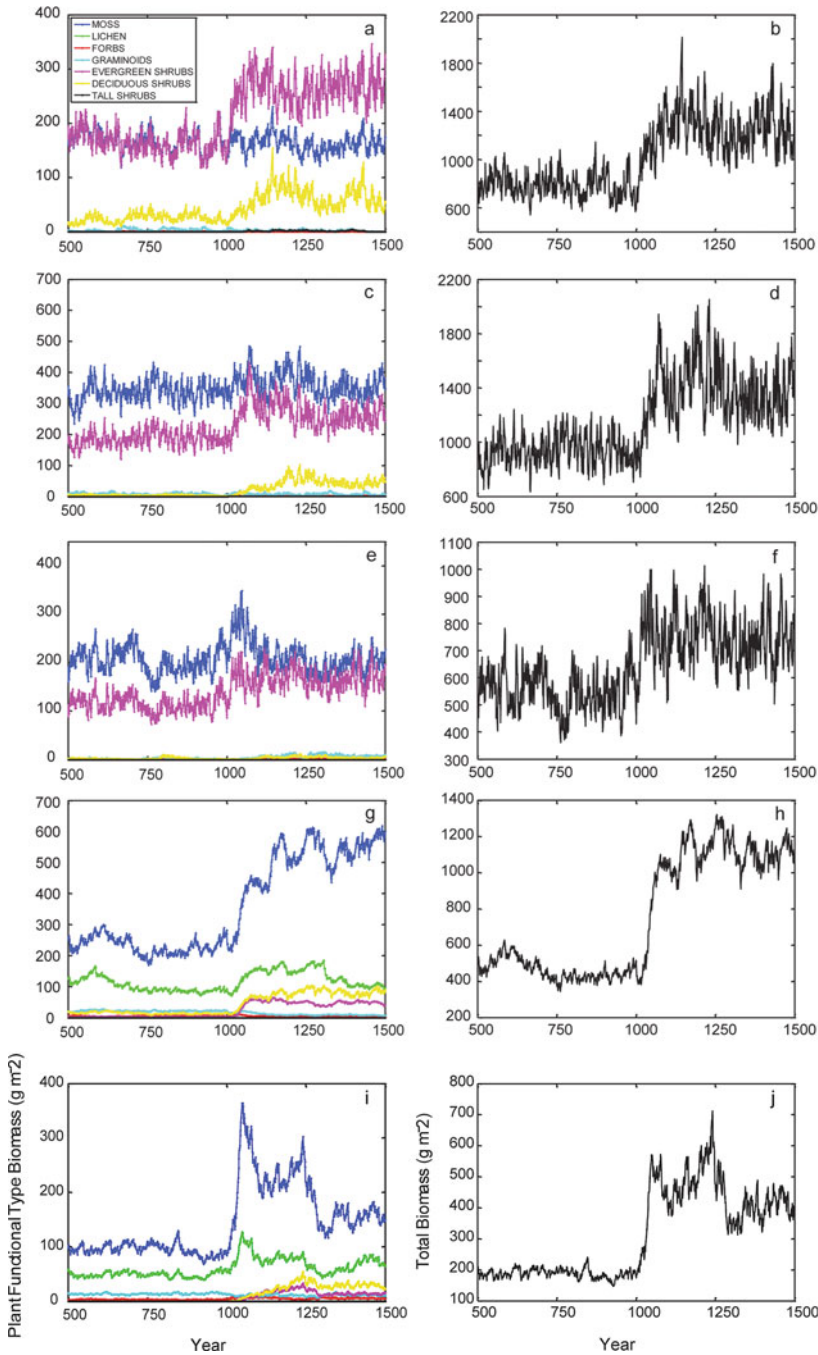 MOSS
LICHEN
FORBS
GRAMINOIDS
EVERGREEN SHRUBS
DECIDUOUS SHRUBS
TALL SHRUBS
a
400
300
200
100
0
500 750 1000 1250 1500
b
2200
1800
1400
1000
600
500 750 1000 1250 1500
c
700
600
500
400
300
200
100
0
500 750 1000 1250 1500
d
2200
1800
1400
1000
600
500 750 1000 1250 1500
e
400
300
200
100
0
500 750 1000 1250 1500
f
1100
1000
900
800
700
600
500
400
300
500 750 1000 1250 1500
g
700
600
500
400
300
200
100
0
500 750 1000 1250 1500
h
1400
1200
1000
800
600
400
200
500 750 1000 1250 1500
i
400
300
200
100
0
500 750 1000 1250 1500
Year
Plant Functional Type Biomass (g m-2)
j
800
700
600
500
400
300
200
100
500 750 1000 1250 1500
Year
Total Biomass (g m-2)